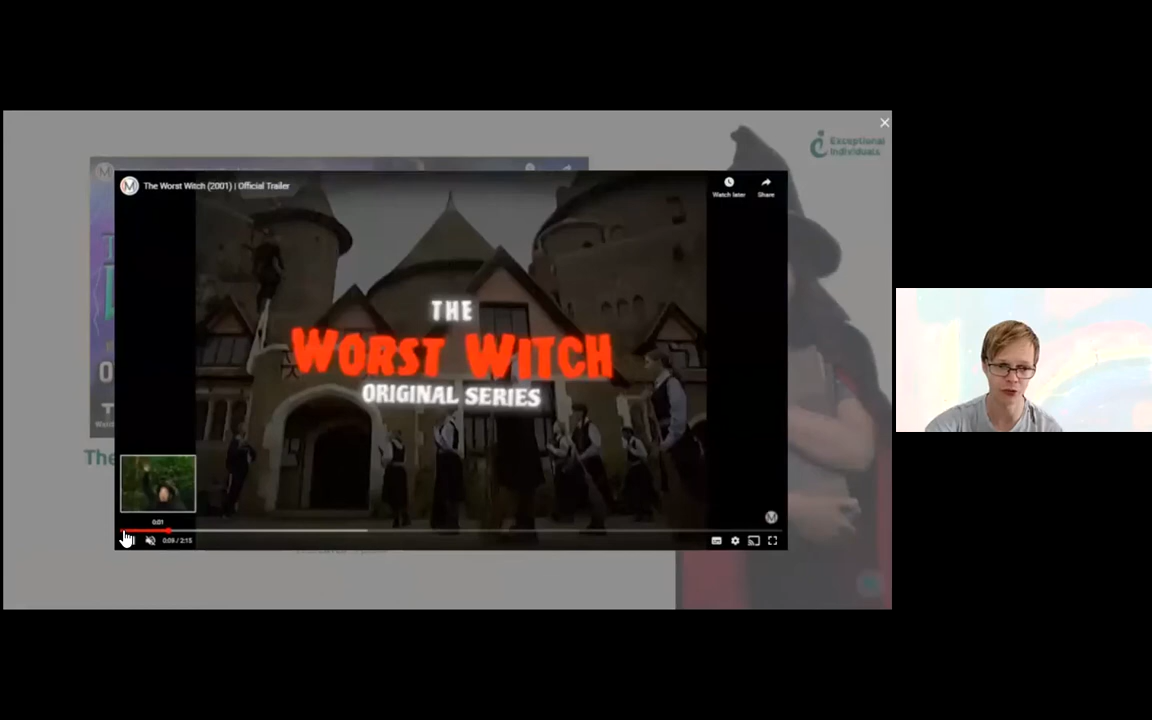 Exceptional
Individuals
The Worst Witch (2001) | Official Trailer
Watch later
Share
THE
WORST WITCH
ORIGINAL SERIES
The
0:01
0:09 / 2:15